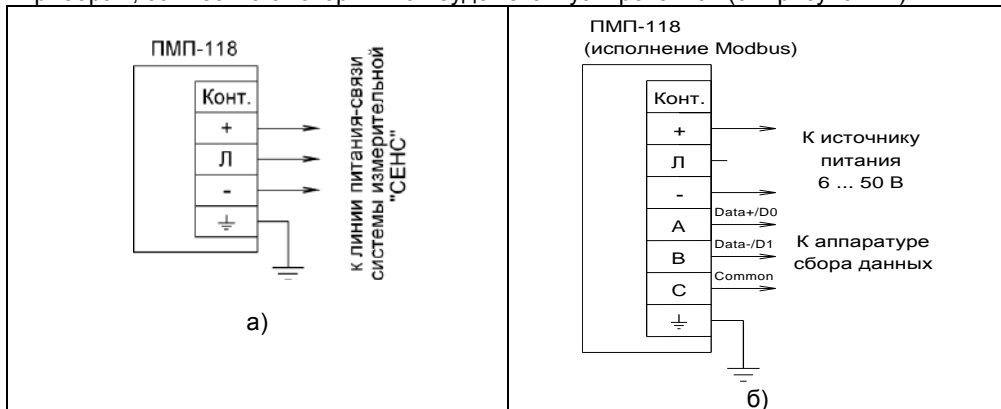 ПМП-118
Конт.
+
Л
-
к линии питания-связи
системы измерительной
"СЕНС"
а)
ПМП-118
(исполнение Modbus)
Конт.
+
Л
-
A
B
C
К источнику
питания
6 ... 50 В
Data+/D0
Data-/D1
Common
К аппаратуре
сбора данных
б)